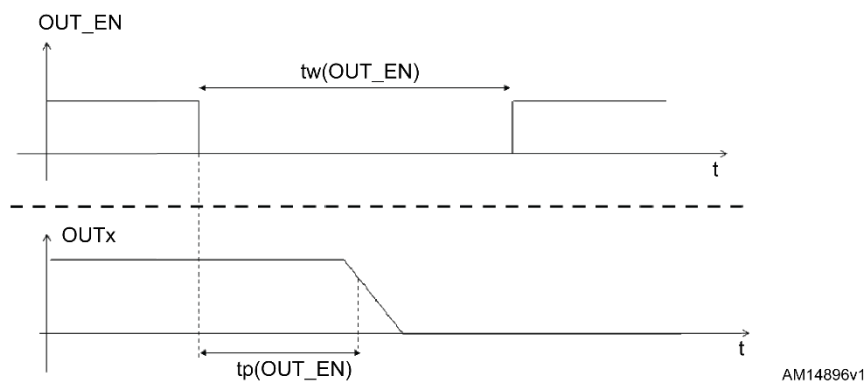 OUT_EN
tw(OUT_EN)
t
OUTx
t
tp(OUT_EN)
AM14896v1